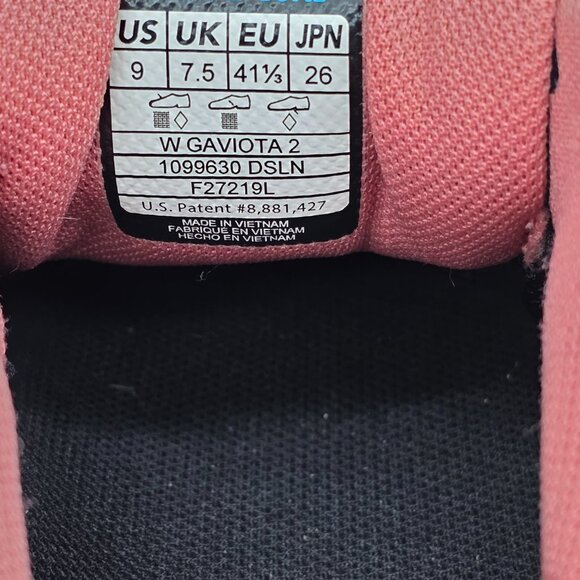 US UK EU JPN
9 7.5 41⅓ 26
W GAVIOTA 2
1099630 DSLN
F27219L
U.S. Patent #8,881,427
MADE IN VIETNAM
FABRIQUÉ EN VIETNAM
HECHO EN VIETNAM